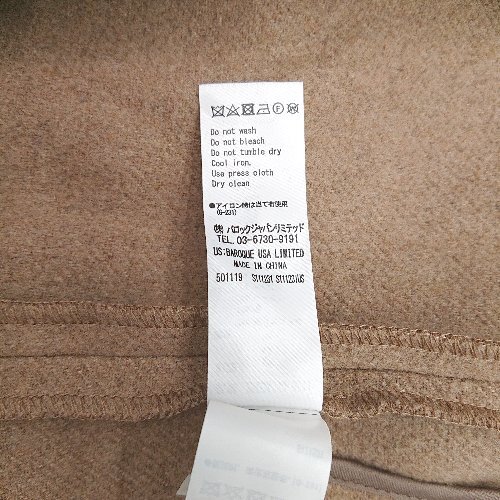 Do not wash
Do not bleach
Do not tumble dry
Cool iron.
Use press cloth
Dry clean
●アイロン時は当て布使用
(G-231)
㈱ バロックジャパンリミテッド
TEL. 03-6730-9191
US:BAROQUE USA LIMITED
MADE IN CHINA
501119